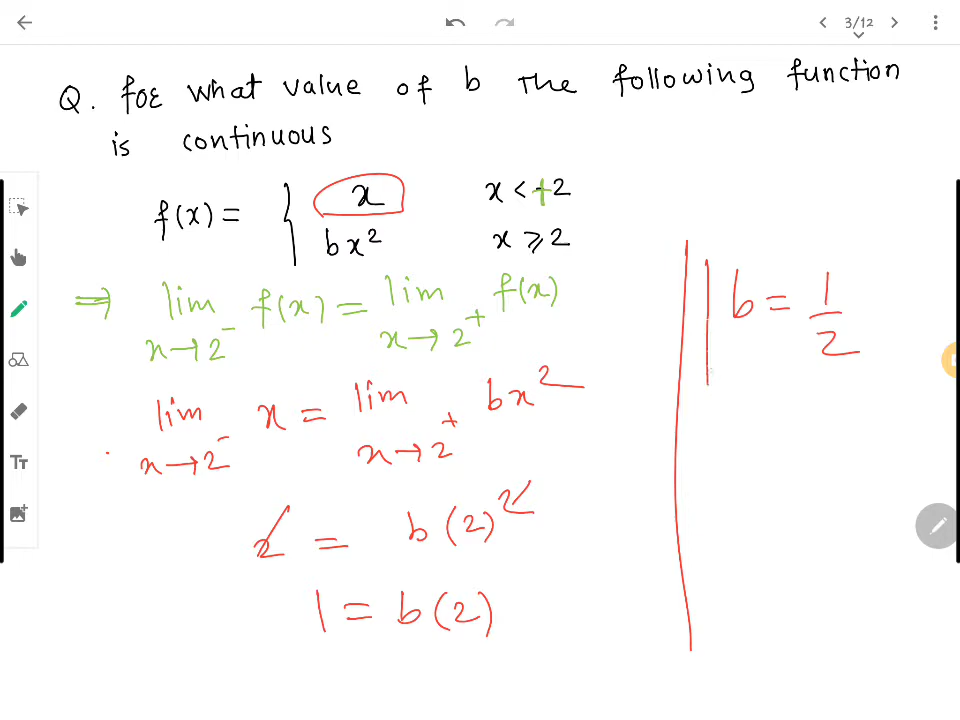 3/12
Q. for what value of b the following function
is continuous
f(x) = { x x < +2
bx² x ⩾ 2
⇒ lim x→2⁻ f(x) = lim x→2⁺ f(x)
lim x→2⁻ x = lim x→2⁺ bx²
2 = b(2)²
1 = b(2)
b = 1/2
Tт